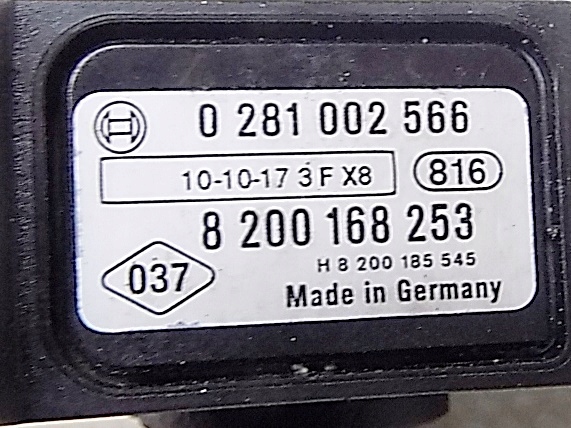 0 281 002 566
10-10-17 3 F X8 816
8 200 168 253
H 8 200 185 545
037 Made in Germany